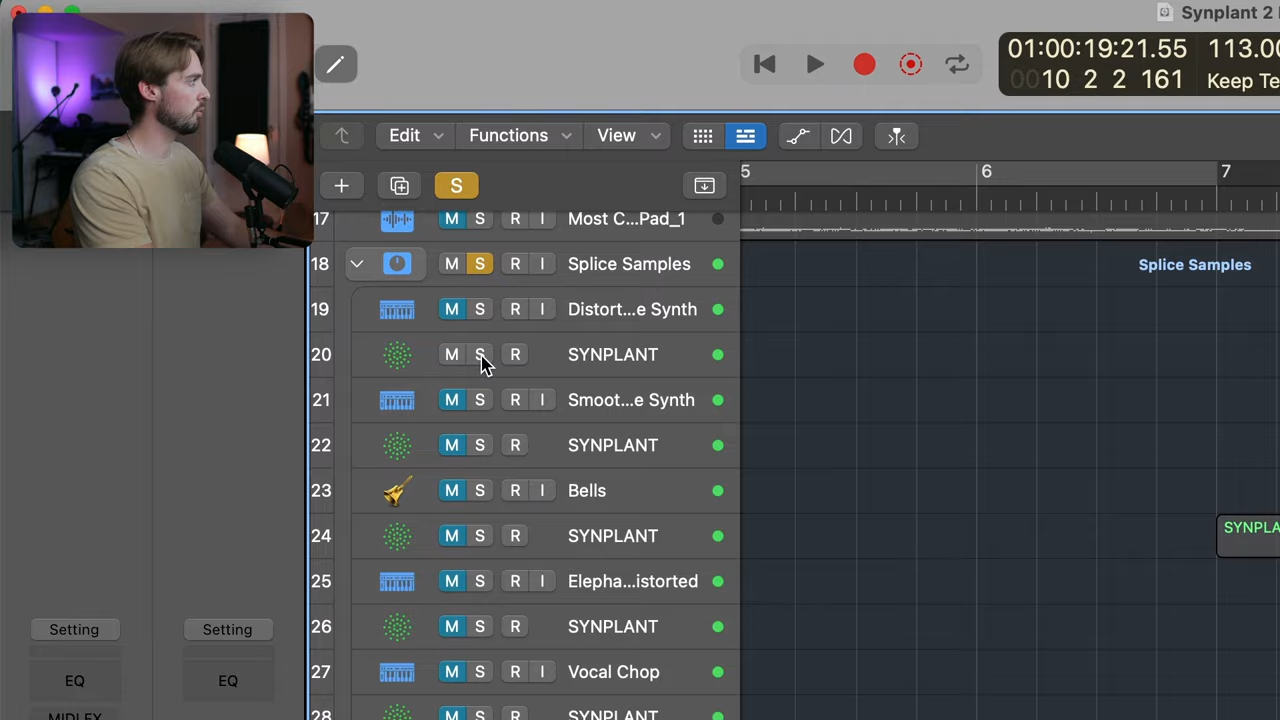 Synplant 2
01:00:19:21.55 113.00
0010 2 2 161 Keep Te
Edit Functions View
S
5 6 7
17 M S R I Most C...Pad_1
18 M S R I Splice Samples Splice Samples
19 M S R I Distort...e Synth
20 M S R SYNPLANT
21 M S R I Smoot...e Synth
22 M S R SYNPLANT
23 M S R I Bells
24 M S R SYNPLANT SYNPLA
25 M S R I Elepha...istorted
26 M S R SYNPLANT
27 M S R I Vocal Chop
28 M S R SYNPLANT
Setting Setting
EQ EQ
MIDI FX